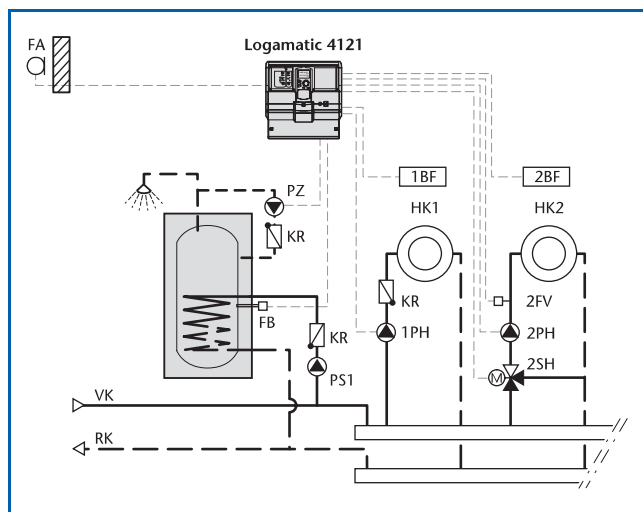 FA
Logamatic 4121
PZ
KR
1BF
2BF
HK1
HK2
FB
KR
KR
1PH
2FV
2PH
PS1
2SH
M
VK
RK